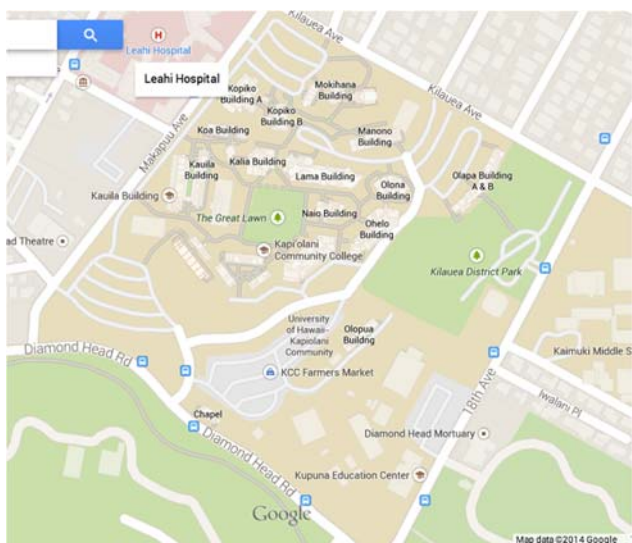 Kilauea Ave
H
Leahi Hospital
Leahi Hospital
Kopiko
Building A
Mokihana
Building
Kilauea Ave
Kopiko
Building B
Koa Building
Manono
Building
Makapuu Ave
Kauila
Building
Kalia Building
Lama Building
Olona
Building
Olapa Building
A & B
Kauila Building
The Great Lawn
Naio Building
Ohelo
Building
ad Theatre
Kapi'olani
Community College
Kilauea District Park
University
of Hawaii-
Kapiolani
Community
Olopua
Building
Diamond Head Rd
KCC Farmers Market
Kaimuki Middle S
18th Ave
Iwalani Pl
Chapel
Diamond Head Mortuary
Diamond Head Rd
Kupuna Education Center
Google
Map data ©2014 Google